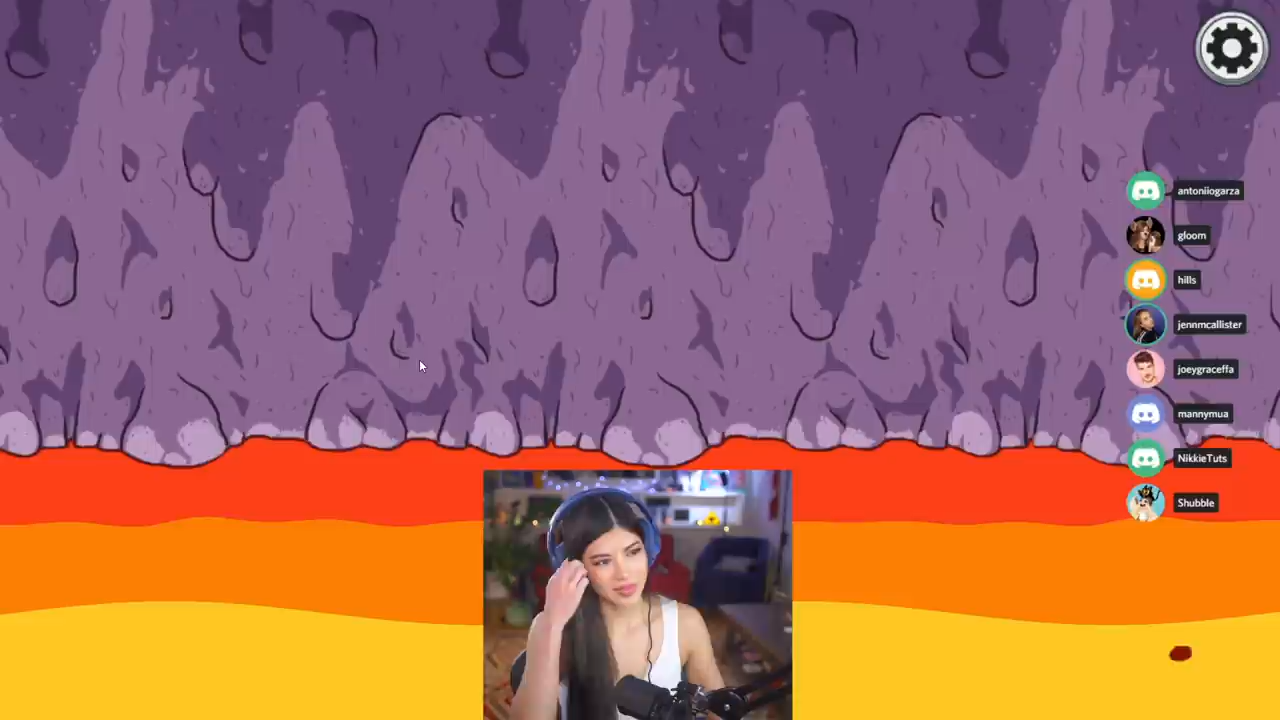 antoniiogarza
gloom
hills
jennmcallister
joeygraceffa
mannymua
NikkieTuts
Shubble